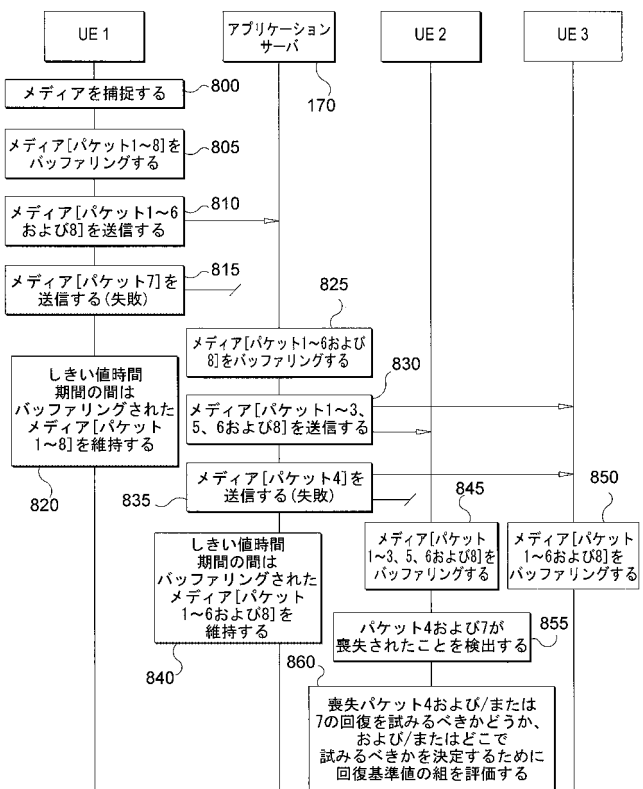 UE 1
アプリケーション
サーバ
UE 2
UE 3
170
メディアを捕捉する
800
メディア[パケット1~8]を
バッファリングする
805
メディア[パケット1~6
および8]を送信する
810
メディア[パケット7]を
送信する(失敗)
815
825
メディア[パケット1~6および
8]をバッファリングする
830
しきい値時間
期間の間は
バッファリングされた
メディア[パケット
1~8]を維持する
820
メディア[パケット1~3、
5、6および8]を送信する
メディア[パケット4]を
送信する(失敗)
835
845
850
メディア[パケット
1~3、5、6および8]を
バッファリングする
メディア[パケット
1~6および8]を
バッファリングする
しきい値時間
期間の間は
バッファリングされた
メディア[パケット
1~6および8]を
維持する
840
パケット4および7が
喪失されたことを検出する
855
860
喪失パケット4および/または
7の回復を試みるべきかどうか、
および/またはどこで
試みるべきかを決定するために
回復基準値の組を評価する